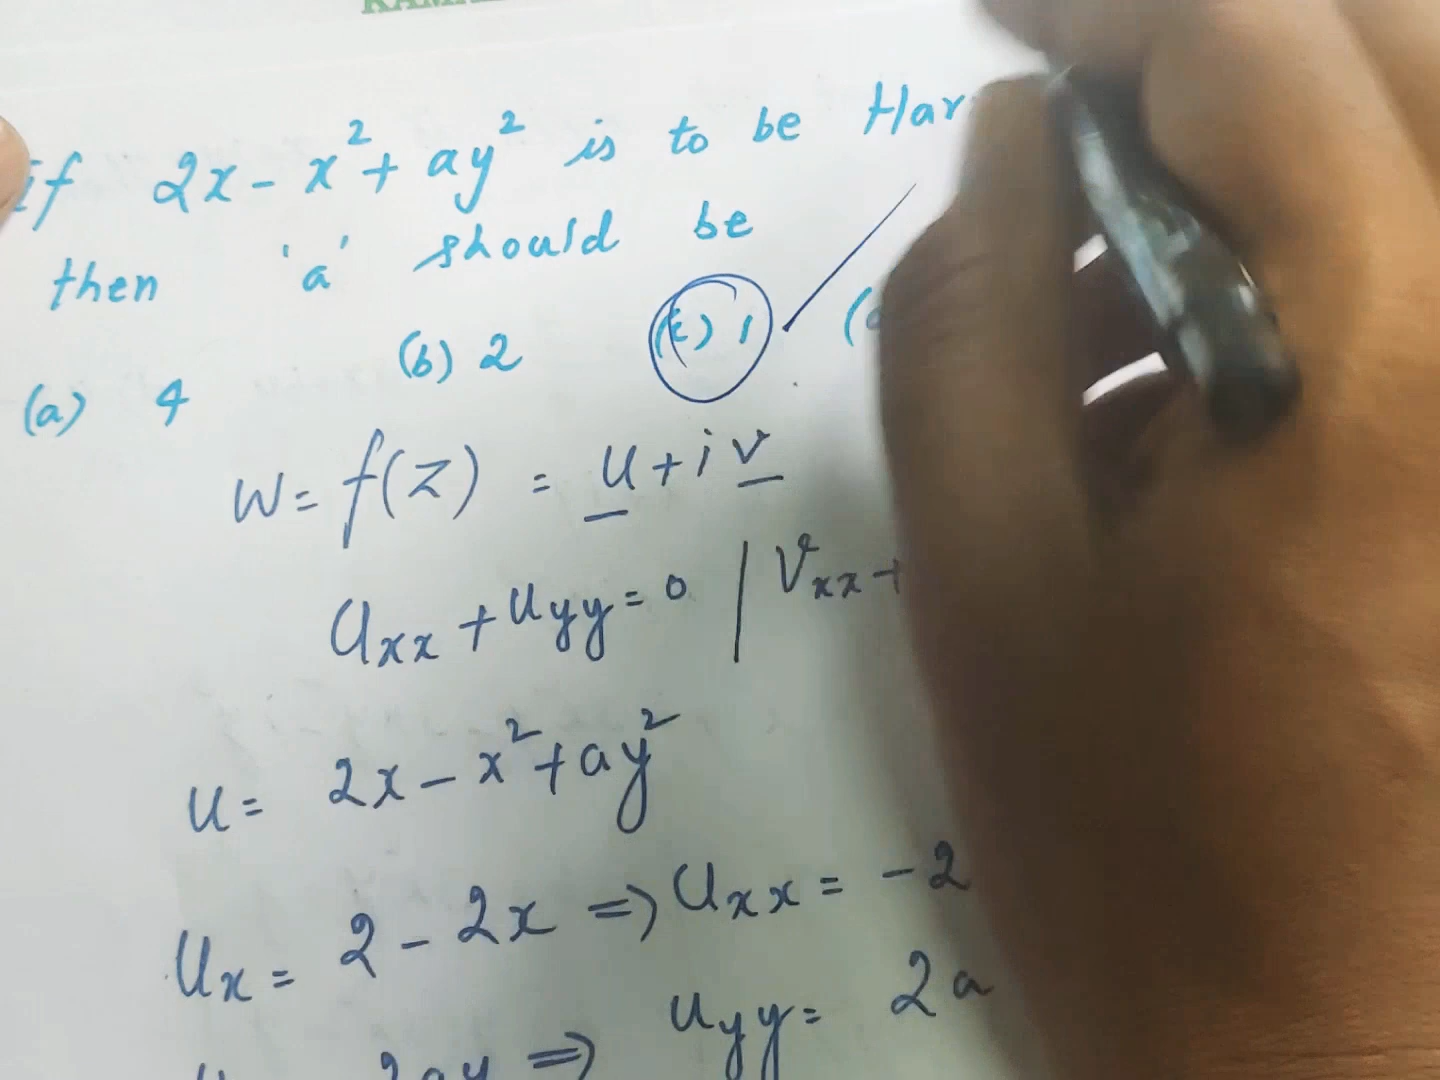 if 2x - x² + ay² is to be Har
then 'a' should be
(a) 4 (b) 2 (c) 1 (
W = f(z) = u + iv
Uxx + Uyy = 0 | Vxx +
U = 2x - x² + ay²
Ux = 2 - 2x ⇒ Uxx = -2
2ay ⇒ Uyy = 2a